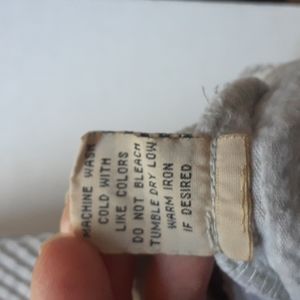 MACHINE WASH
COLD WITH
LIKE COLORS
DO NOT BLEACH
TUMBLE DRY LOW
WARM IRON
IF DESIRED